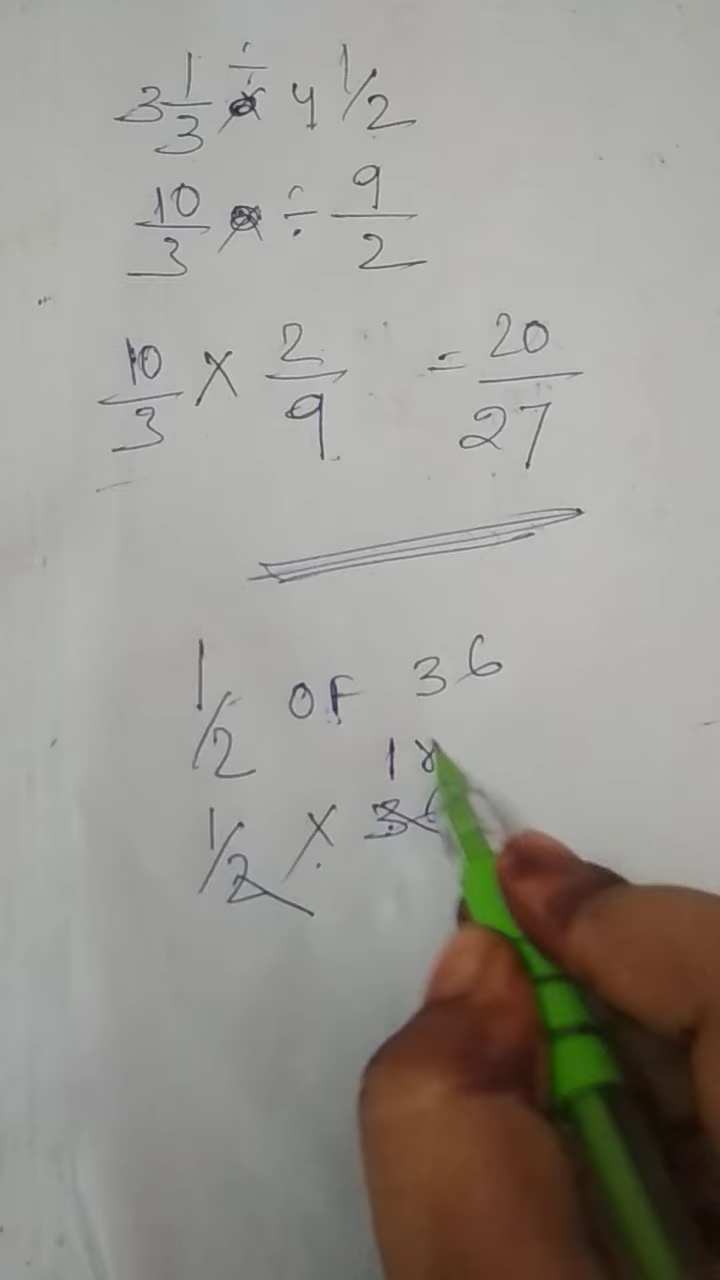 3 1/3 ÷ 4 1/2
10/3 ÷ 9/2
10/3 × 2/9 = 20/27
1/2 OF 36
18
1/2 × 36